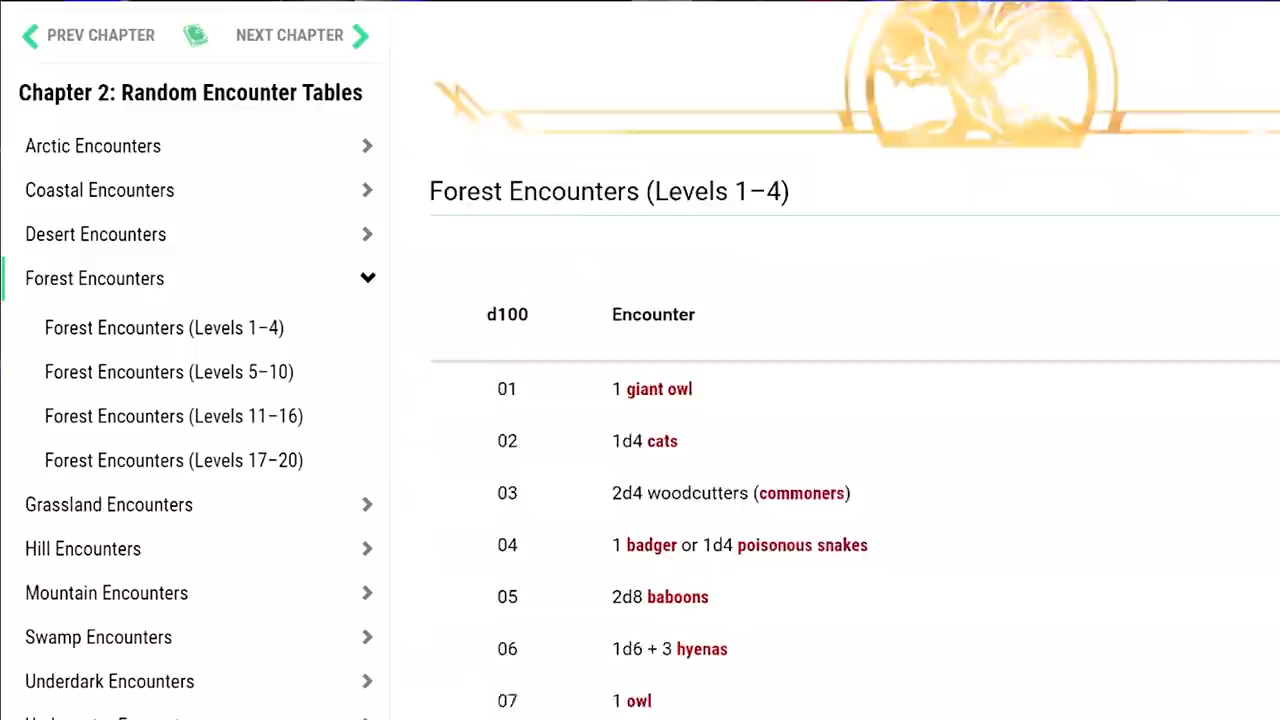 PREV CHAPTER
NEXT CHAPTER
Chapter 2: Random Encounter Tables
Arctic Encounters
Coastal Encounters
Desert Encounters
Forest Encounters
Forest Encounters (Levels 1–4)
Forest Encounters (Levels 5–10)
Forest Encounters (Levels 11–16)
Forest Encounters (Levels 17–20)
Grassland Encounters
Hill Encounters
Mountain Encounters
Swamp Encounters
Underdark Encounters
Forest Encounters (Levels 1–4)
d100 Encounter
01 1 giant owl
02 1d4 cats
03 2d4 woodcutters (commoners)
04 1 badger or 1d4 poisonous snakes
05 2d8 baboons
06 1d6 + 3 hyenas
07 1 owl